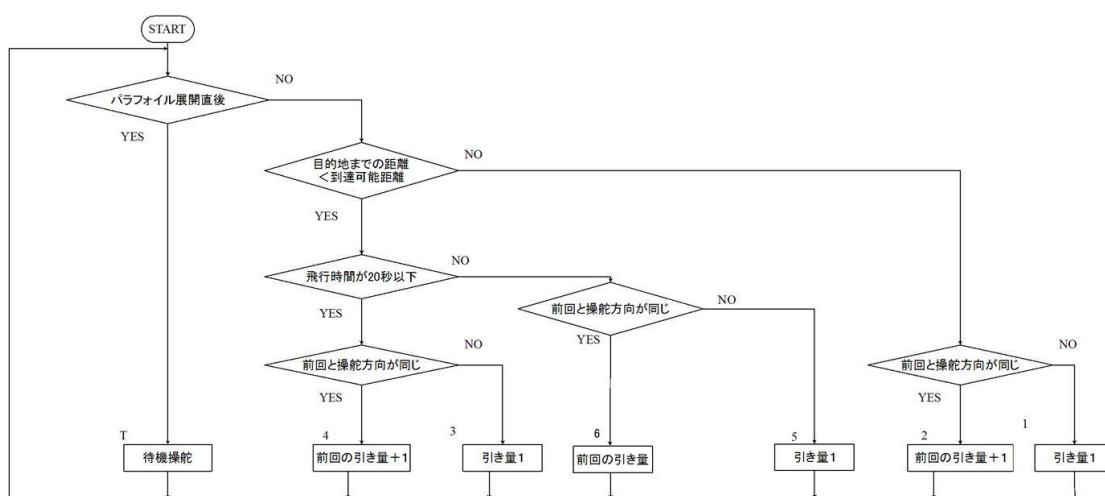 START
NO
パラフォイル展開直後
YES
目的地までの距離
＜到達可能距離
NO
YES
飛行時間が20秒以下
NO
YES
前回と操舵方向が同じ
NO
YES
前回と操舵方向が同じ
NO
YES
前回と操舵方向が同じ
NO
YES
T
待機操舵
4
前回の引き量＋1
3
引き量1
6
前回の引き量
5
引き量1
2
前回の引き量＋1
1
引き量1